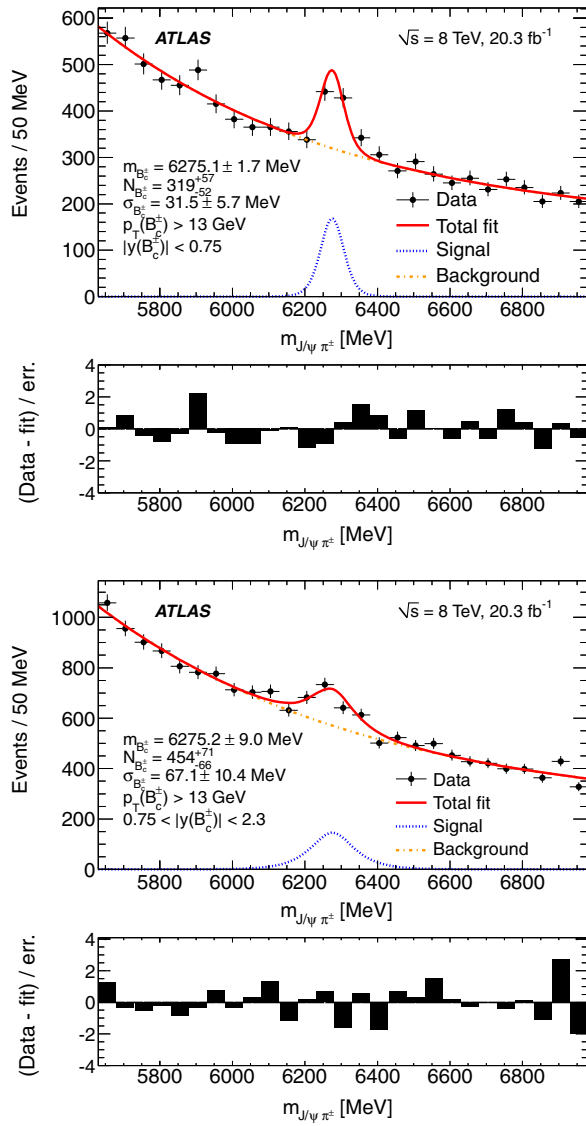 ATLAS
√s = 8 TeV, 20.3 fb⁻¹
600
500
400
300
200
100
0
Events / 50 MeV
m_{B_c^±} = 6275.1 ± 1.7 MeV
N_{B_c^±} = 319^{+57}_{-52}
σ_{B_c^±} = 31.5 ± 5.7 MeV
p_T(B_c^±) > 13 GeV
|y(B_c^±)| < 0.75
Data
Total fit
Signal
Background
5800 6000 6200 6400 6600 6800
m_{J/ψ π^±} [MeV]
4
2
0
-2
-4
(Data - fit) / err.
5800 6000 6200 6400 6600 6800
m_{J/ψ π^±} [MeV]
ATLAS
√s = 8 TeV, 20.3 fb⁻¹
1000
800
600
400
200
0
Events / 50 MeV
m_{B_c^±} = 6275.2 ± 9.0 MeV
N_{B_c^±} = 454^{+71}_{-66}
σ_{B_c^±} = 67.1 ± 10.4 MeV
p_T(B_c^±) > 13 GeV
0.75 < |y(B_c^±)| < 2.3
Data
Total fit
Signal
Background
5800 6000 6200 6400 6600 6800
m_{J/ψ π^±} [MeV]
4
2
0
-2
-4
(Data - fit) / err.
5800 6000 6200 6400 6600 6800
m_{J/ψ π^±} [MeV]